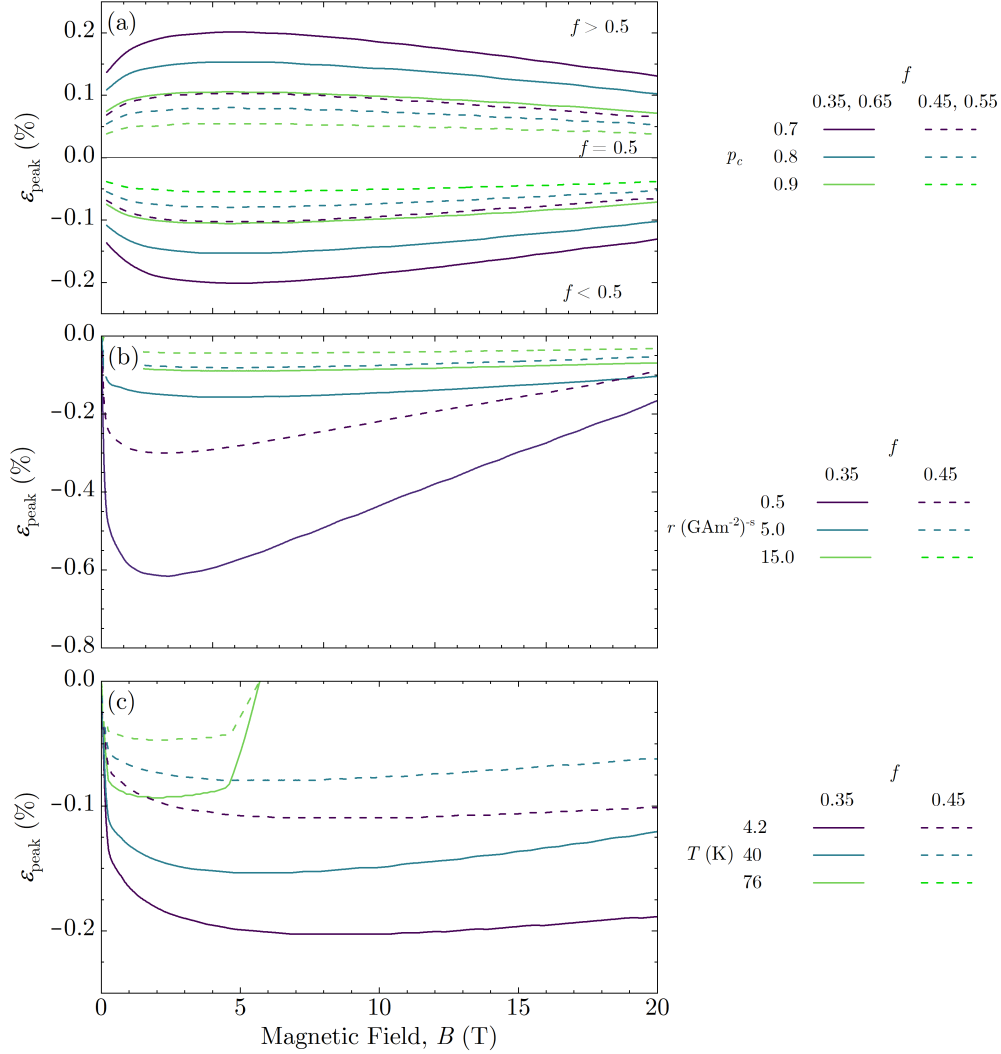 (a)
f > 0.5
0.2
0.1
0.0
−0.1
−0.2
ε_peak (%)
f = 0.5
f < 0.5
f
0.35, 0.65 0.45, 0.55
p_c
0.7
0.8
0.9
(b)
0.0
−0.2
−0.4
−0.6
−0.8
ε_peak (%)
f
0.35 0.45
r (GAm⁻²)⁻ˢ
0.5
5.0
15.0
(c)
0.0
−0.1
−0.2
ε_peak (%)
f
0.35 0.45
T (K)
4.2
40
76
0 5 10 15 20
Magnetic Field, B (T)